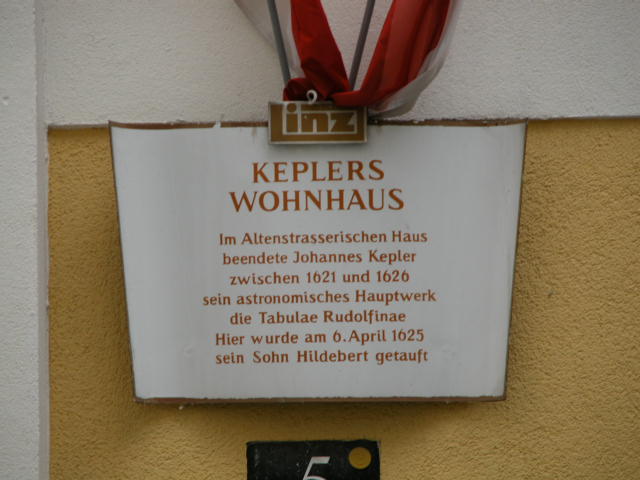 linz
KEPLERS
WOHNHAUS
Im Altenstrasserischen Haus
beendete Johannes Kepler
zwischen 1621 und 1626
sein astronomisches Hauptwerk
die Tabulae Rudolfinae
Hier wurde am 6. April 1625
sein Sohn Hildebert getauft
5